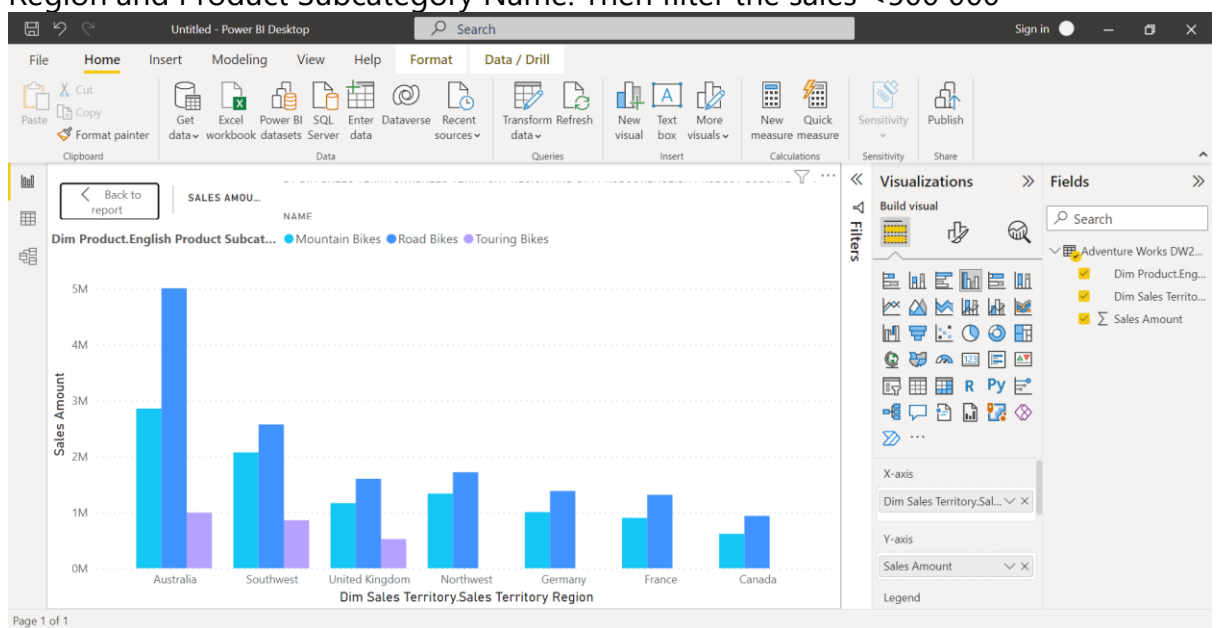 Region and Product Subcategory Name. Then filter the sales <500 000
Untitled - Power BI Desktop
Search
Sign in
File Home Insert Modeling View Help Format Data / Drill
Paste
Cut
Copy
Format painter
Get data
Excel workbook
Power BI datasets
SQL Server
Enter data
Dataverse
Recent sources
Transform data
Refresh
New visual
Text box
More visuals
New measure
Quick measure
Sensitivity
Publish
Clipboard Data Queries Insert Calculations Sensitivity Share
Back to report
SALES AMOU...
NAME
Dim Product.English Product Subcat... Mountain Bikes Road Bikes Touring Bikes
5M
4M
3M
2M
1M
0M
Sales Amount
Australia Southwest United Kingdom Northwest Germany France Canada
Dim Sales Territory.Sales Territory Region
Filters
Visualizations
Build visual
123
R Py
X-axis
Dim Sales Territory.Sal...
Y-axis
Sales Amount
Legend
Fields
Search
Adventure Works DW2...
Dim Product.Eng...
Dim Sales Territo...
Sales Amount
Page 1 of 1